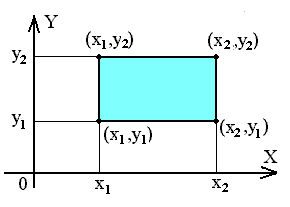 Y
(x₁,y₂) (x₂,y₂)
y₂
y₁
(x₁,y₁) (x₂,y₁)
X
0 x₁ x₂